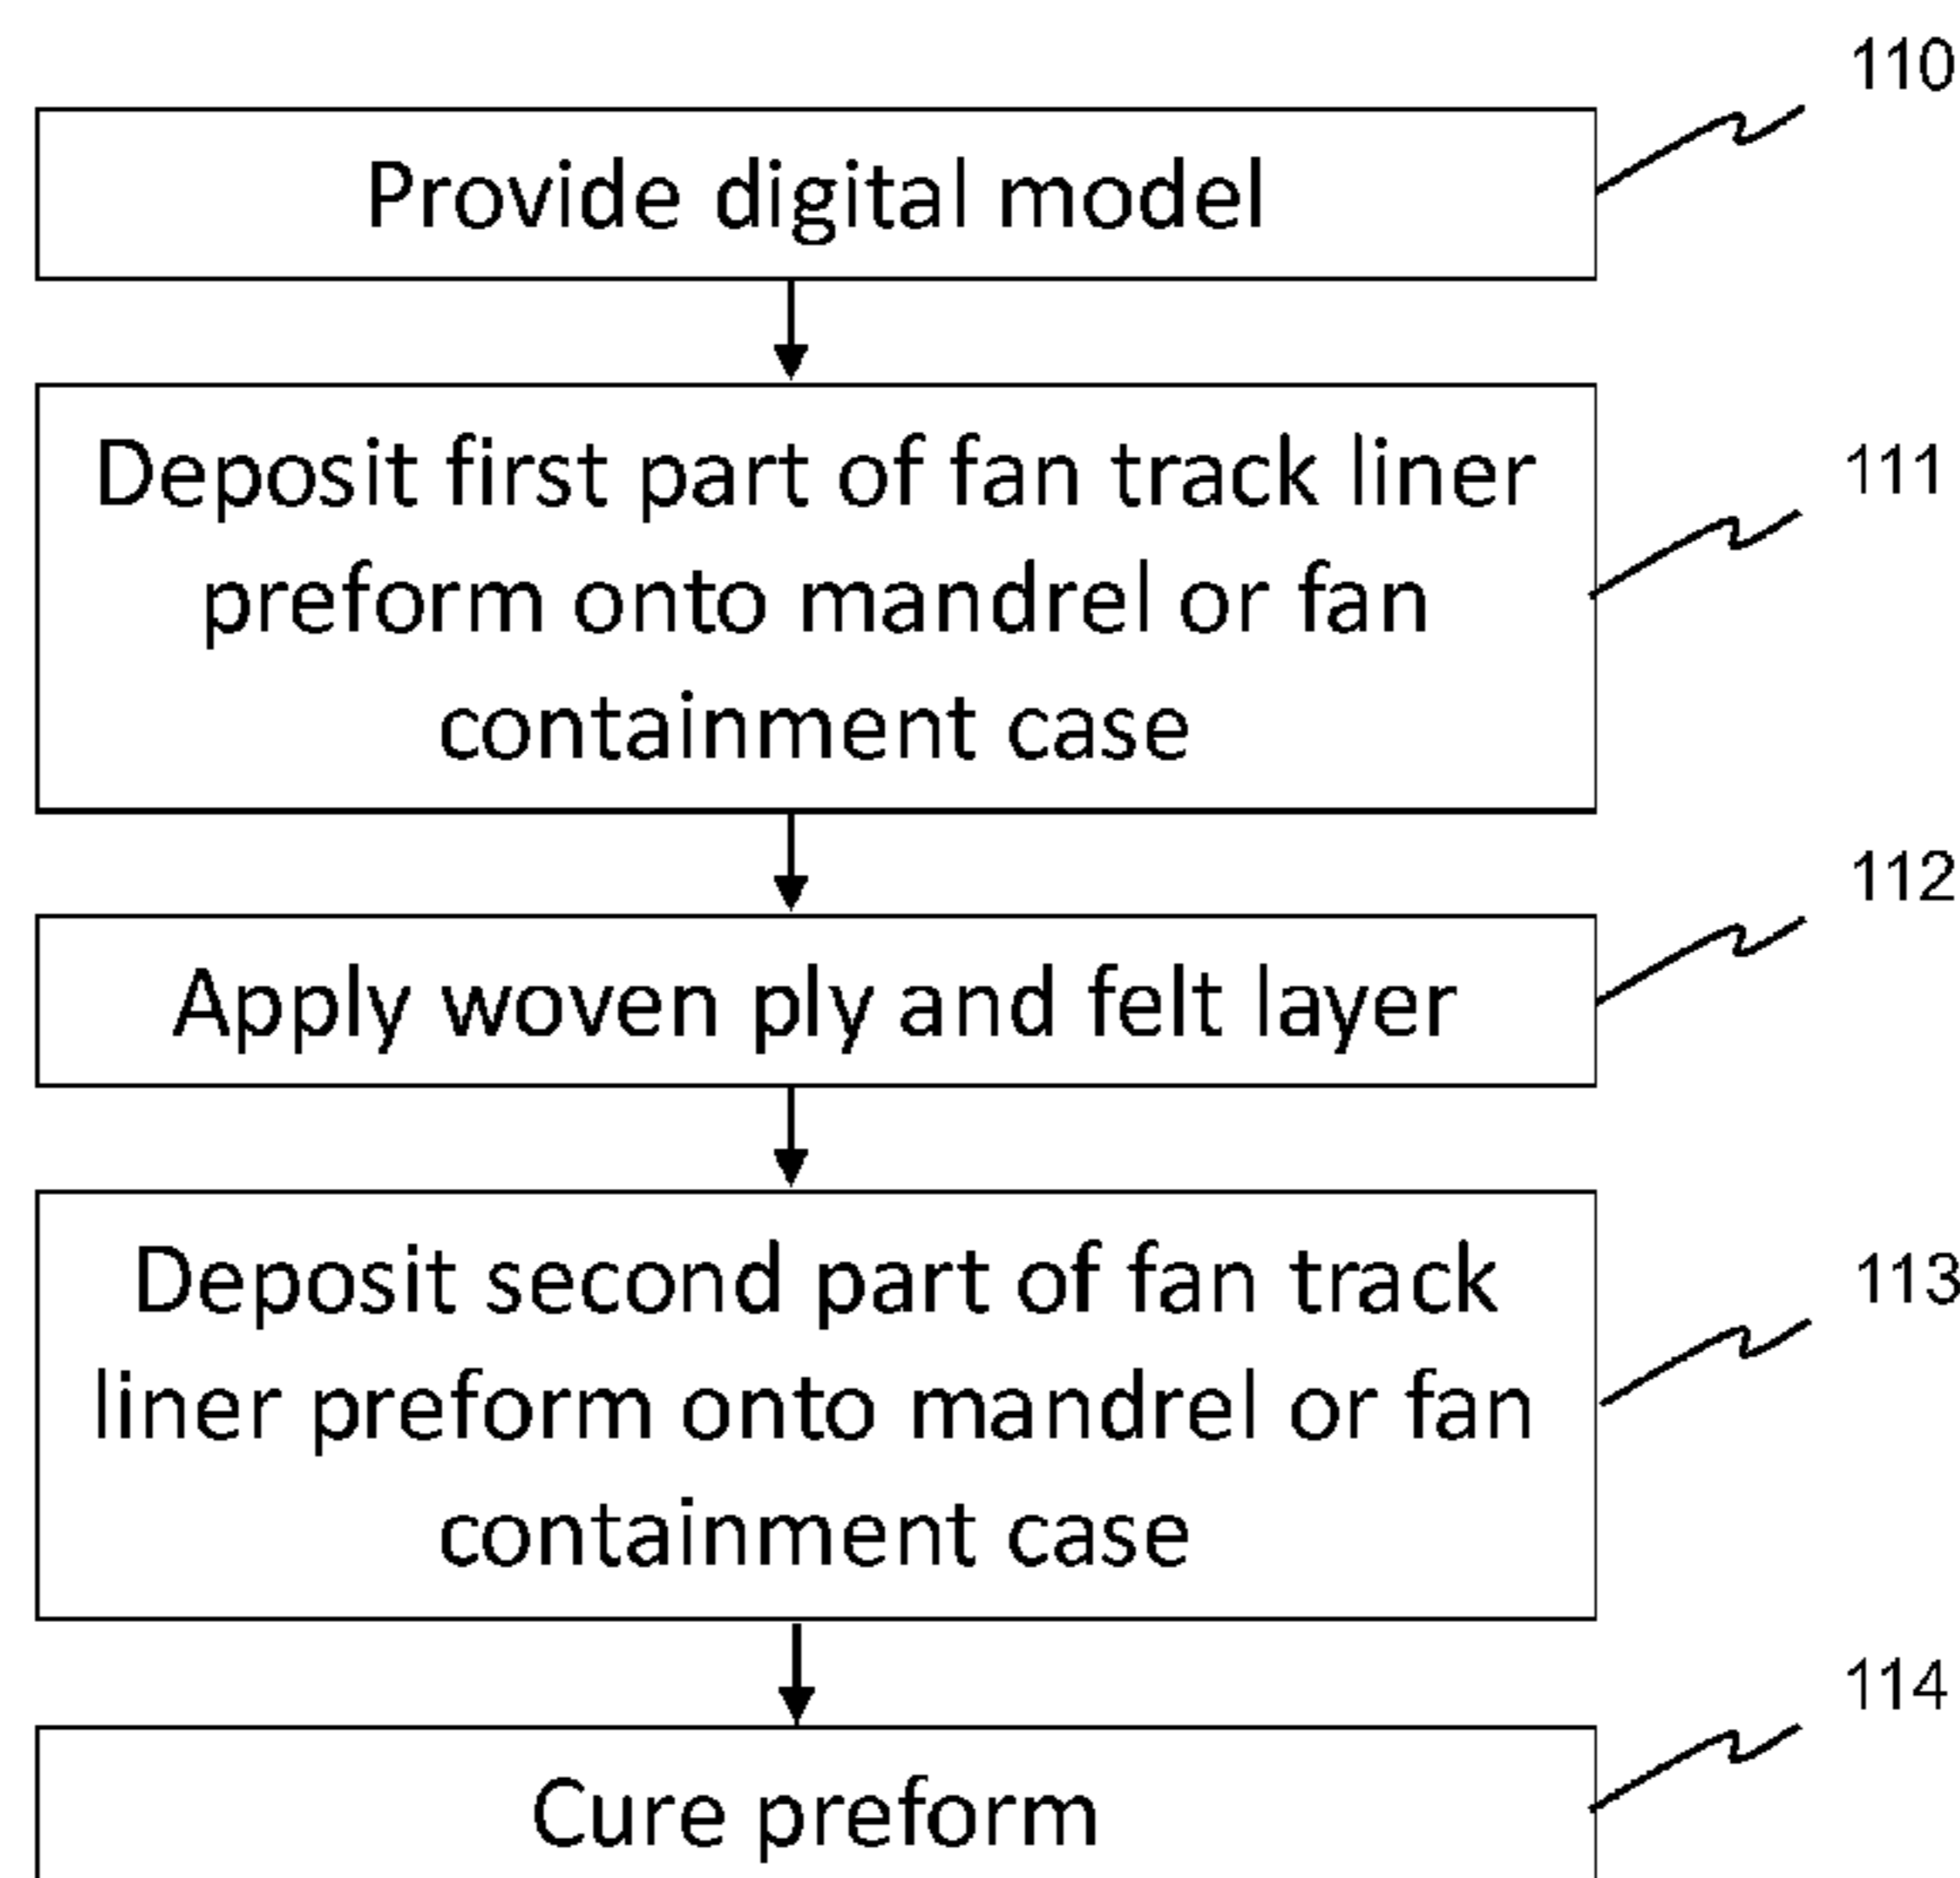 110
Provide digital model
111
Deposit first part of fan track liner
preform onto mandrel or fan
containment case
112
Apply woven ply and felt layer
113
Deposit second part of fan track
liner preform onto mandrel or fan
containment case
114
Cure preform